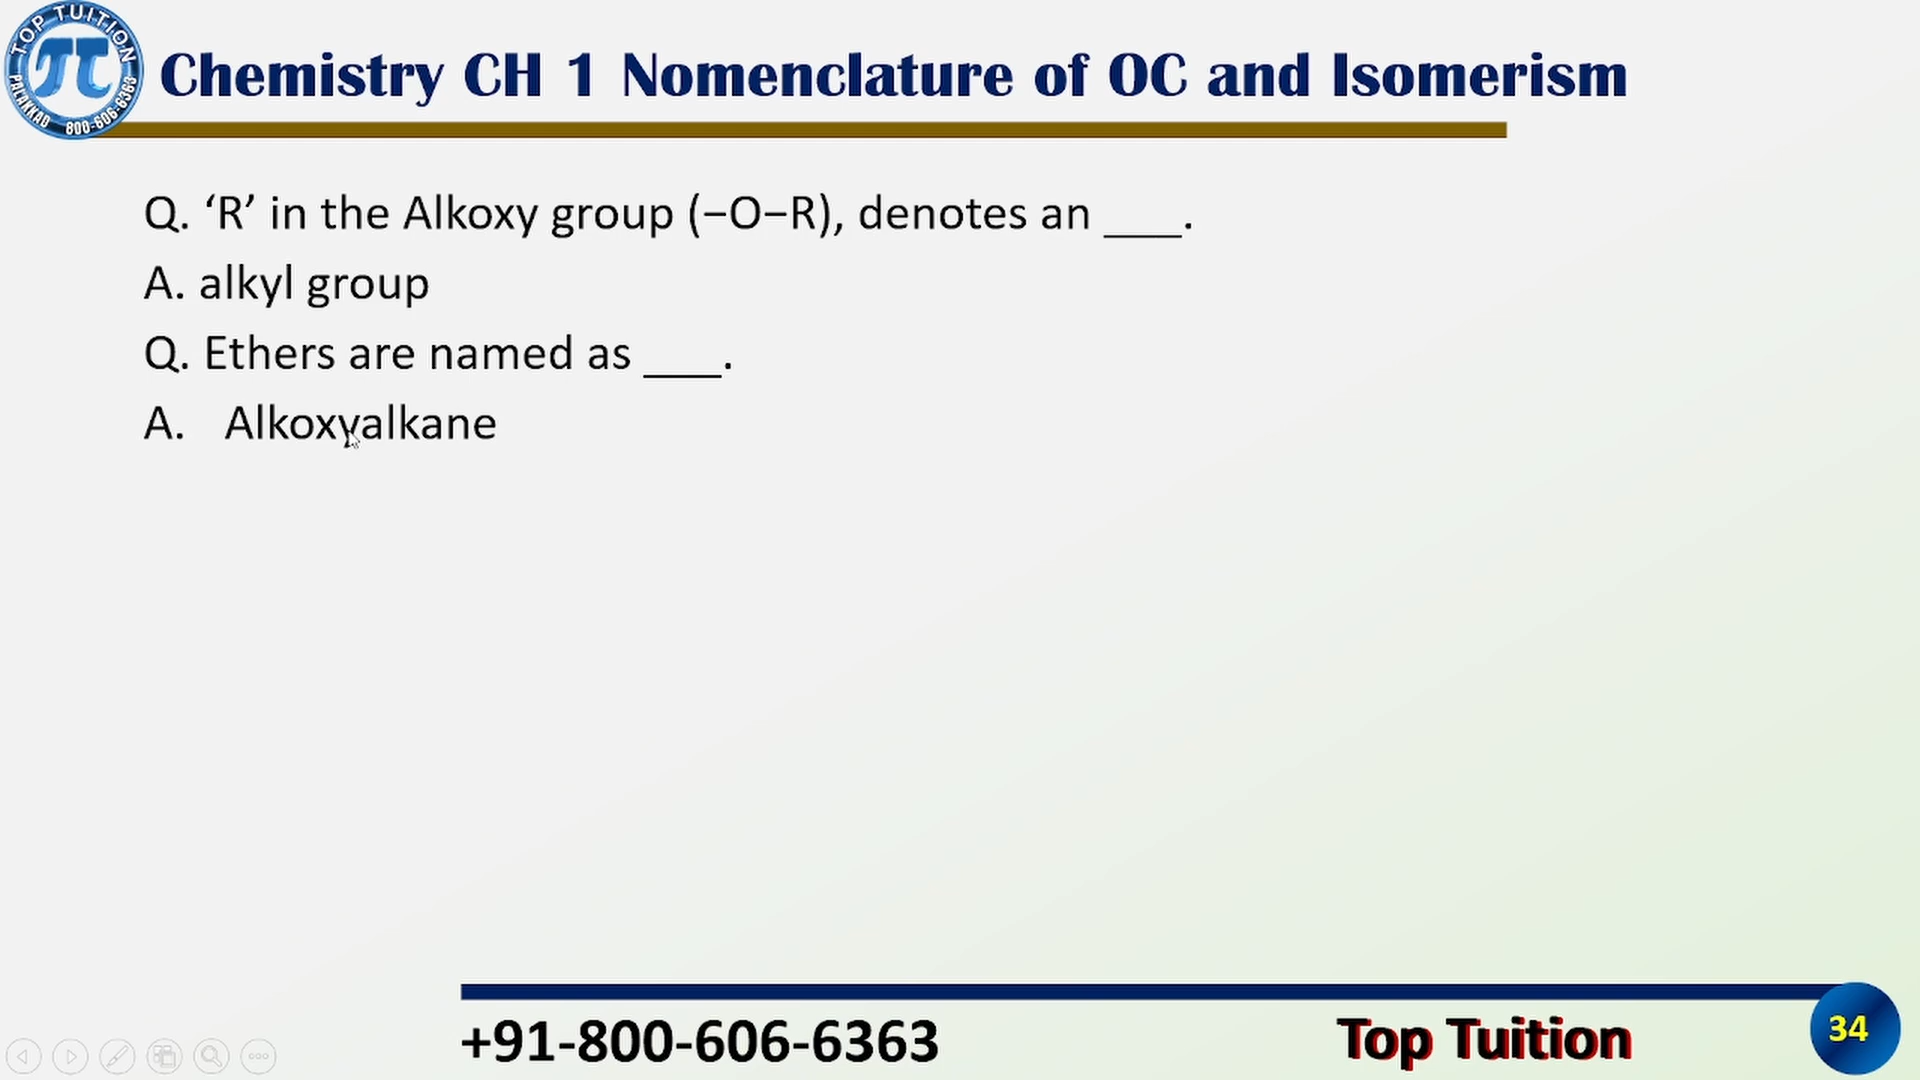 TOP TUITION
PALAKKAD 800-606-6363
Chemistry CH 1 Nomenclature of OC and Isomerism
Q. ‘R’ in the Alkoxy group (−O−R), denotes an ___.
A. alkyl group
Q. Ethers are named as ___.
A. Alkoxyalkane
+91-800-606-6363
Top Tuition
34